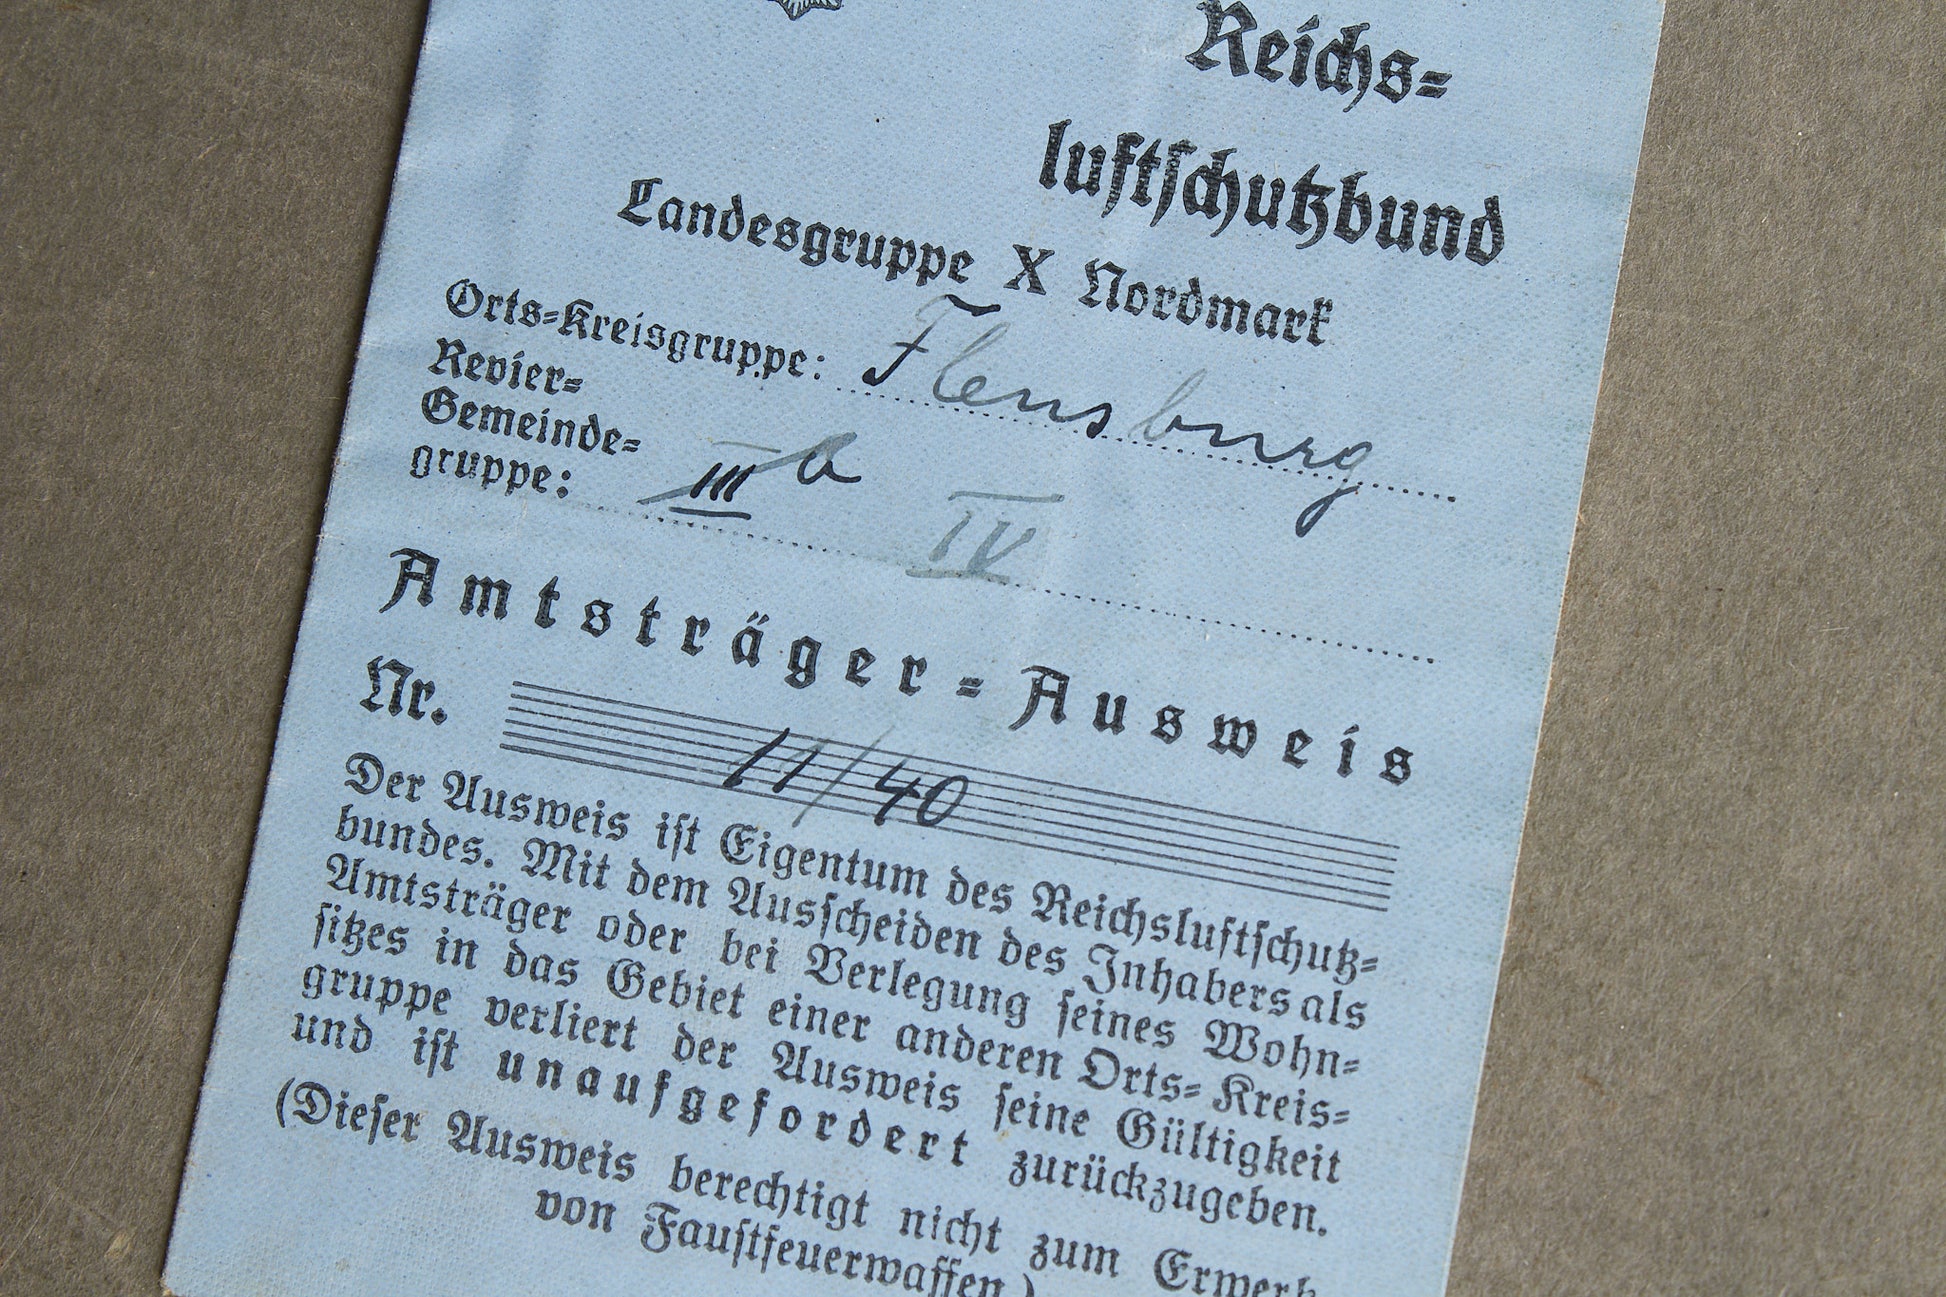 Reichs-
luftschutzbund
Landesgruppe X Nordmark
Orts-Kreisgruppe: Flensburg
Revier-
Gemeinde-
gruppe: III b IV
Amtsträger-Ausweis
Nr. 11/40
Der Ausweis ist Eigentum des Reichsluftschutz-
bundes. Mit dem Ausscheiden des Inhabers als
Amtsträger oder bei Verlegung seines Wohn-
sitzes in das Gebiet einer anderen Orts-Kreis-
gruppe verliert der Ausweis seine Gültigkeit
und ist unaufgefordert zurückzugeben.
(Dieser Ausweis berechtigt nicht zum Erwerb
von Faustfeuerwaffen.)